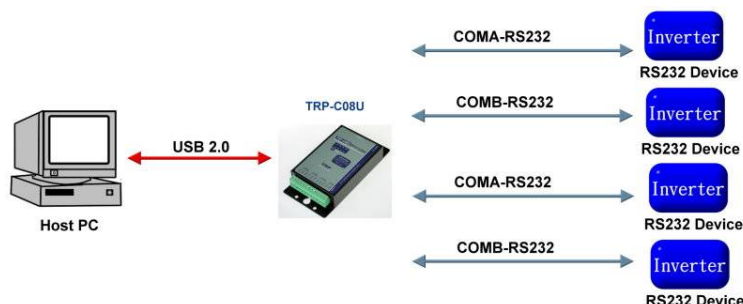 COMA-RS232
Inverter
RS232 Device
TRP-C08U
COMB-RS232
Inverter
RS232 Device
USB 2.0
Host PC
COMA-RS232
Inverter
RS232 Device
COMB-RS232
Inverter
RS232 Device